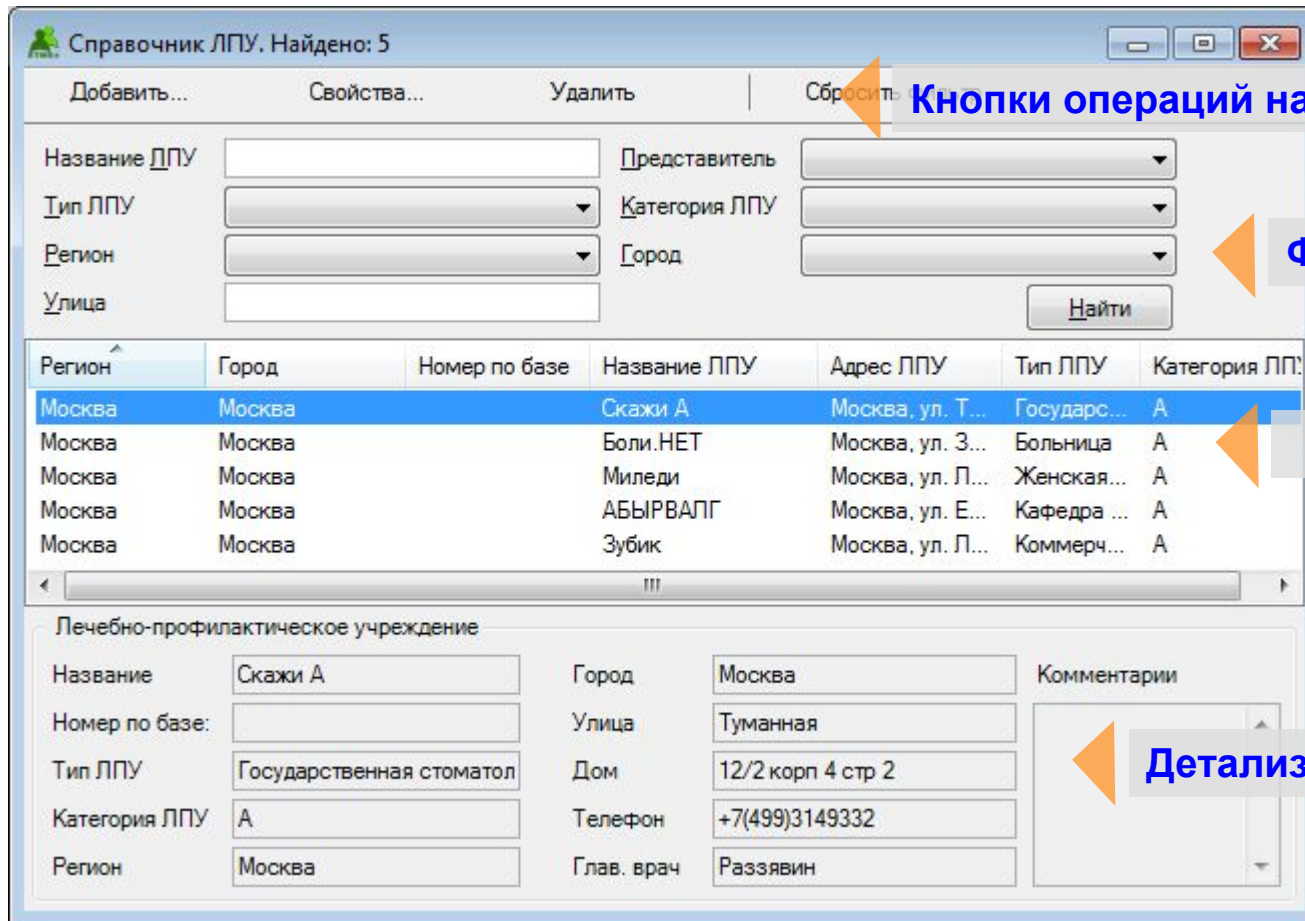 Справочник ЛПУ. Найдено: 5
Добавить... Свойства... Удалить Сбросить
Кнопки операций на
Название ЛПУ Представитель
Тип ЛПУ Категория ЛПУ
Регион Город
Ф
Улица Найти
Регион Город Номер по базе Название ЛПУ Адрес ЛПУ Тип ЛПУ Категория ЛПУ
Москва Москва Скажи А Москва, ул. Т... Государс... А
Москва Москва Боли.НЕТ Москва, ул. З... Больница А
Москва Москва Миледи Москва, ул. Л... Женская... А
Москва Москва АБЫРВАЛГ Москва, ул. Е... Кафедра ... А
Москва Москва Зубик Москва, ул. Л... Коммерч... А
Лечебно-профилактическое учреждение
Название Скажи А Город Москва Комментарии
Номер по базе: Улица Туманная
Тип ЛПУ Государственная стоматол Дом 12/2 корп 4 стр 2
Детализ
Категория ЛПУ А Телефон +7(499)3149332
Регион Москва Глав. врач Раззявин